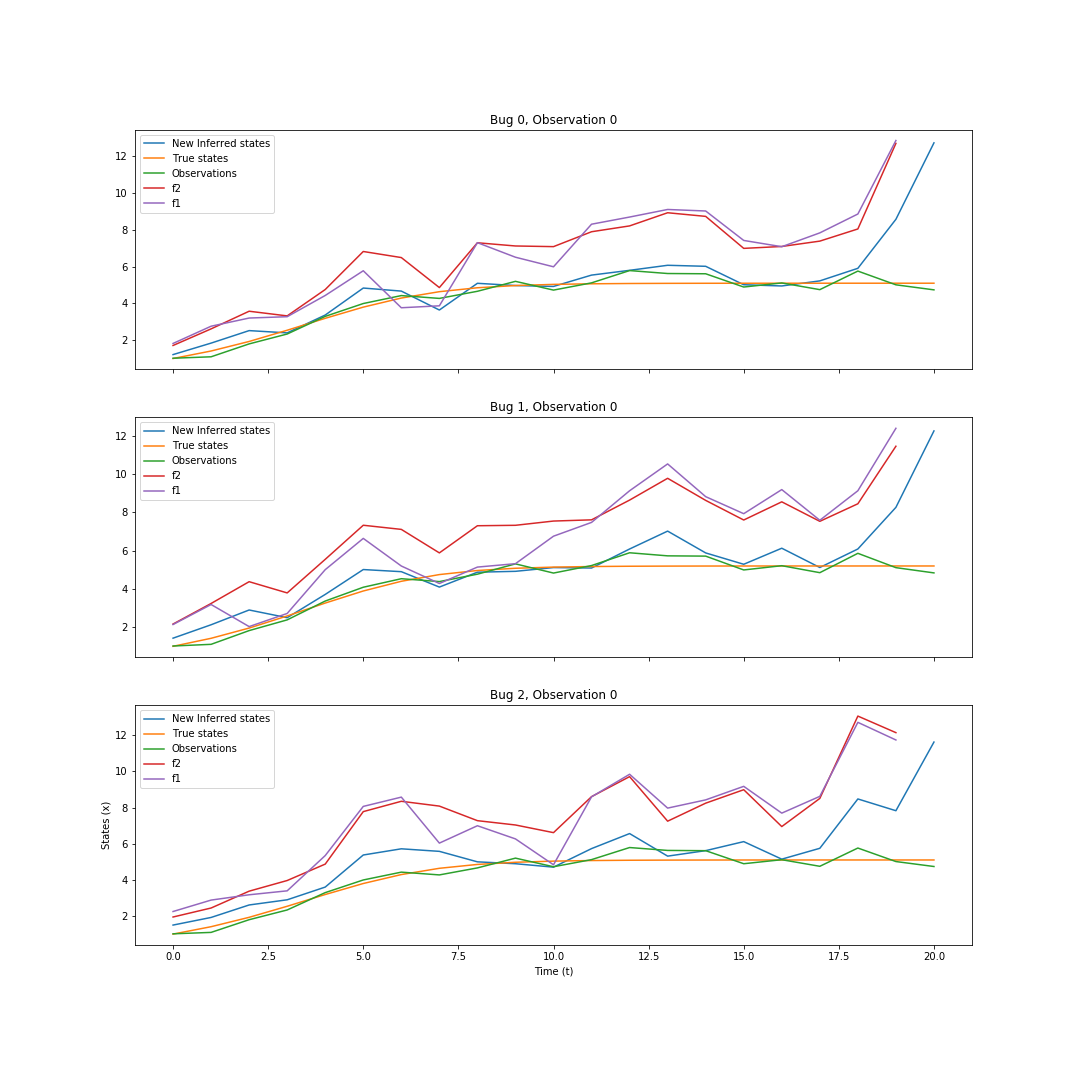 Bug 0, Observation 0
New Inferred states
True states
Observations
f2
f1
12
10
8
6
4
2
Bug 1, Observation 0
New Inferred states
True states
Observations
f2
f1
12
10
8
6
4
2
Bug 2, Observation 0
New Inferred states
True states
Observations
f2
f1
12
10
8
6
4
2
States (x)
0.0 2.5 5.0 7.5 10.0 12.5 15.0 17.5 20.0
Time (t)